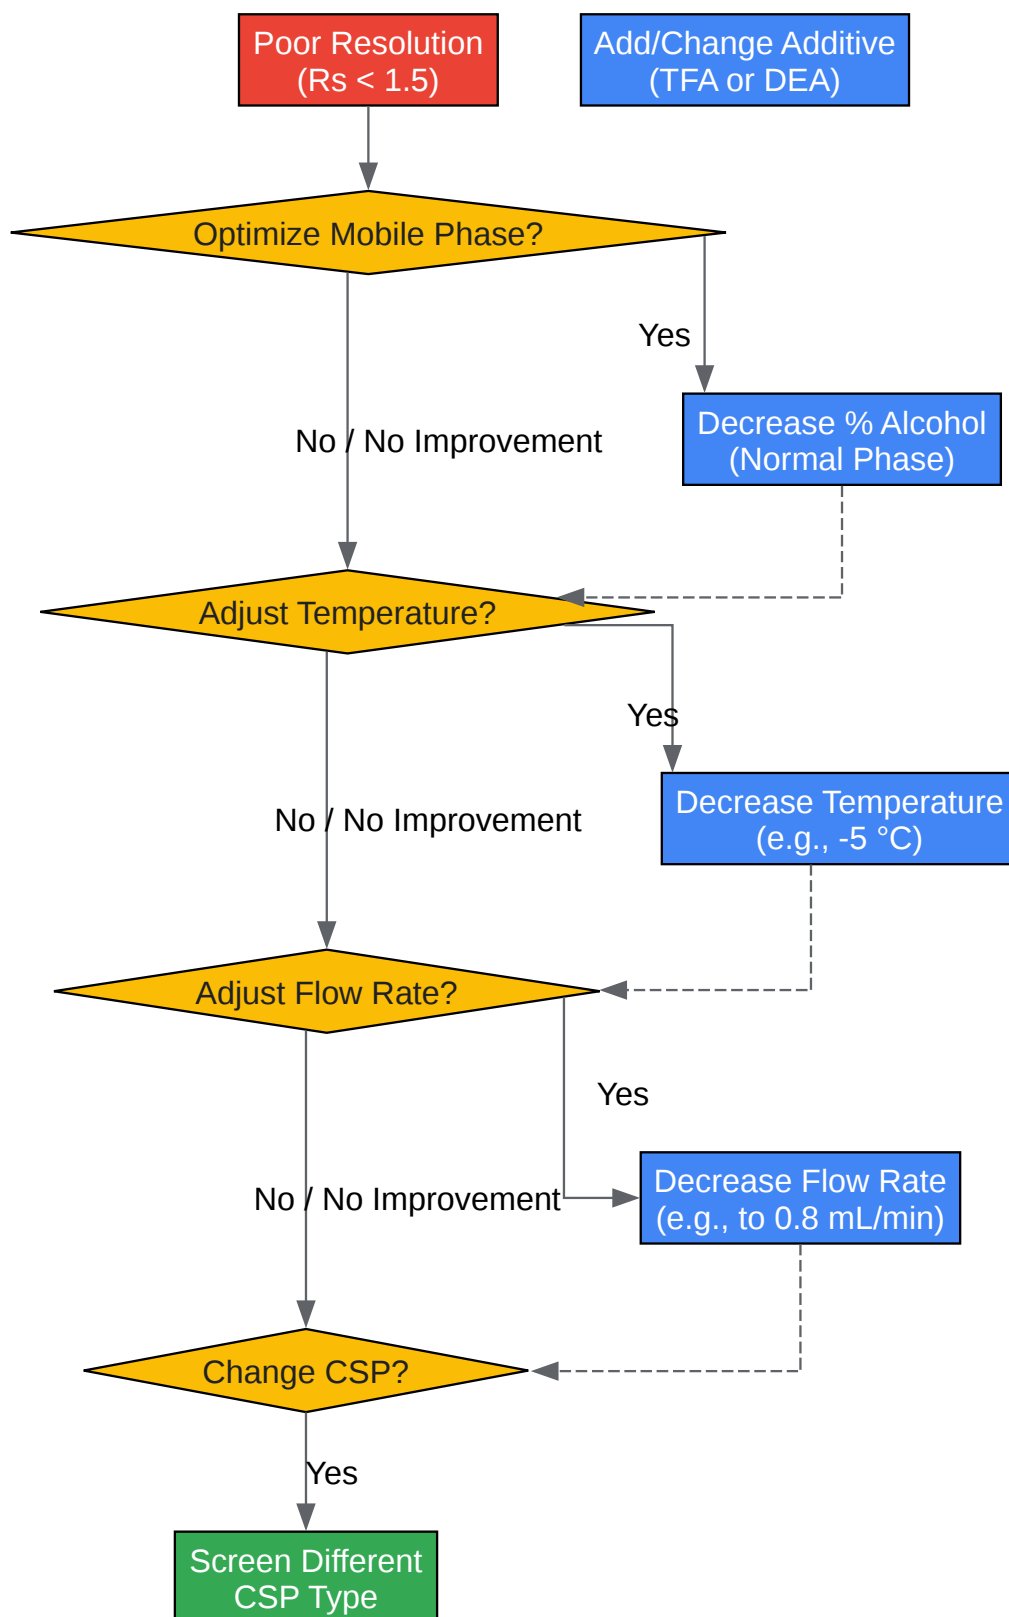 Poor Resolution
(Rs < 1.5)
Add/Change Additive
(TFA or DEA)
Optimize Mobile Phase?
Yes
Decrease % Alcohol
(Normal Phase)
No / No Improvement
Adjust Temperature?
Yes
Decrease Temperature
(e.g., -5 °C)
No / No Improvement
Adjust Flow Rate?
Yes
Decrease Flow Rate
(e.g., to 0.8 mL/min)
No / No Improvement
Change CSP?
Yes
Screen Different
CSP Type